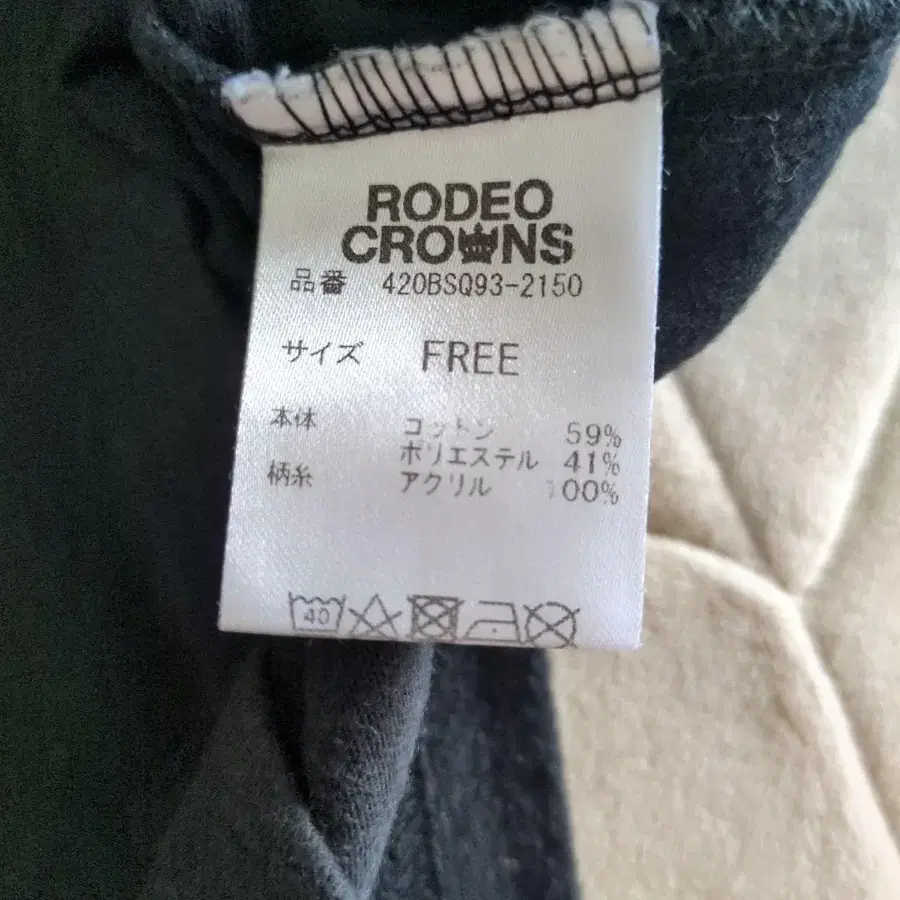 RODEO
CROWNS
品番 420BSQ93-2150
サイズ FREE
本体 コットン 59%
ポリエステル 41%
柄糸 アクリル 100%
40